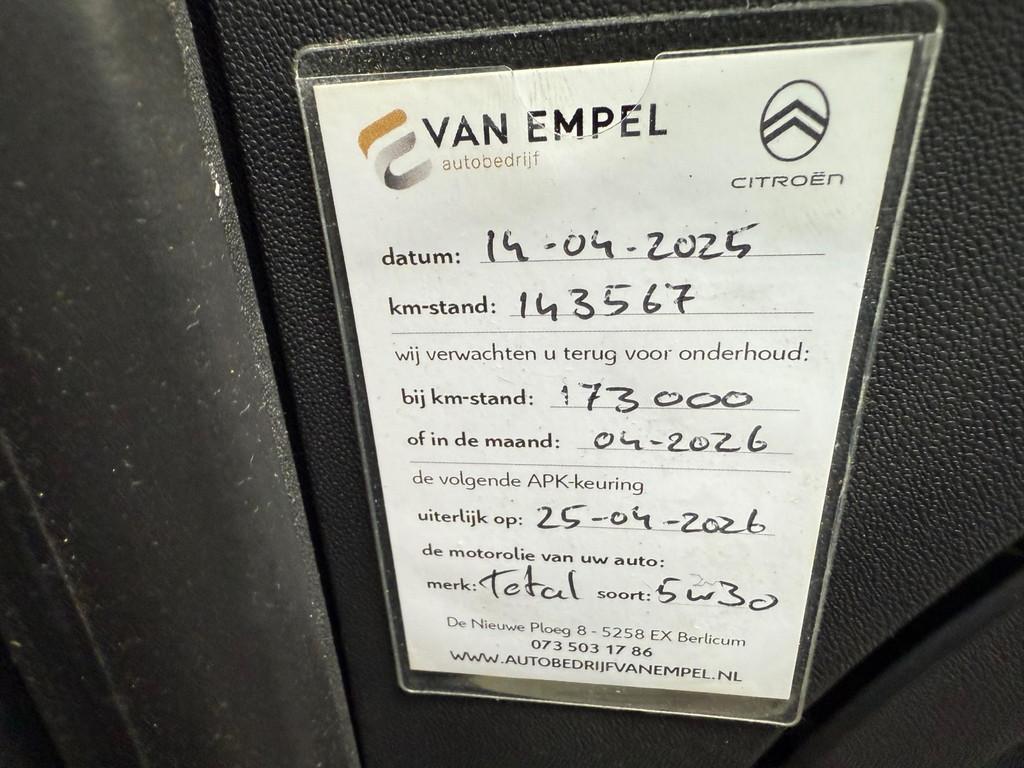 VAN EMPEL
autobedrijf
CITROËN
datum: 14-04-2025
km-stand: 143567
wij verwachten u terug voor onderhoud:
bij km-stand: 173000
of in de maand: 04-2026
de volgende APK-keuring
uiterlijk op: 25-04-2026
de motorolie van uw auto:
merk: Total soort: 5w30
De Nieuwe Ploeg 8 - 5258 EX Berlicum
073 503 17 86
WWW.AUTOBEDRIJFVANEMPEL.NL